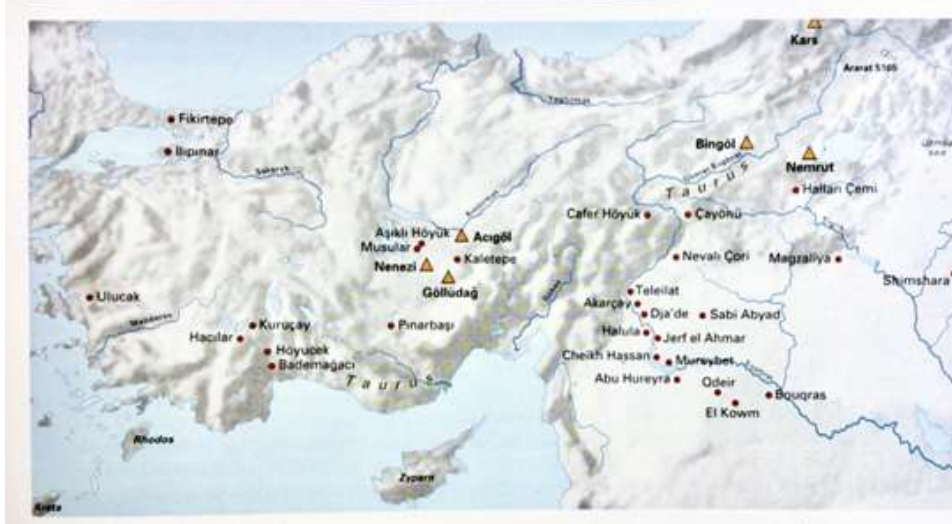 Kars
Ararat 5165
Fikirtepe
Ilıpınar
Sakarya
Bingöl
Nemrut
Taurus
Hallan Çemi
Cafer Höyük
Çayönü
Aşıklı Höyük
Musular
Acıgöl
Kaletepe
Nenezi
Göllüdağ
Nevalı Çori
Magzaliya
Shimshara
Ulucak
Teleilat
Akarçay
Dja'de
Sabi Abyad
Kuruçay
Pınarbaşı
Hacılar
Halula
Jerf el Ahmar
Höyücek
Cheikh Hassan
Mureybet
Bademağacı
Taurus
Abu Hureyra
Qdeir
Bouqras
El Kowm
Rhodos
Zypern